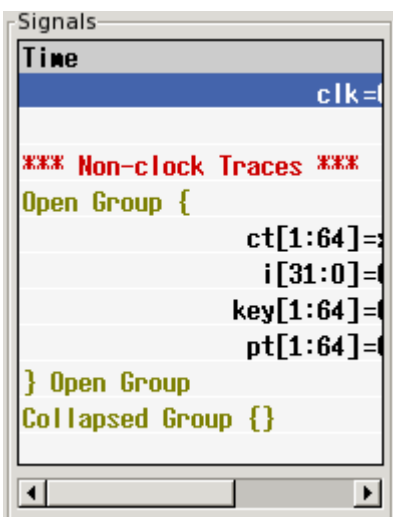 Signals
Time
clk=
*** Non-clock Traces ***
Open Group {
ct[1:64]=
i[31:0]=
key[1:64]=
pt[1:64]=
} Open Group
Collapsed Group {}